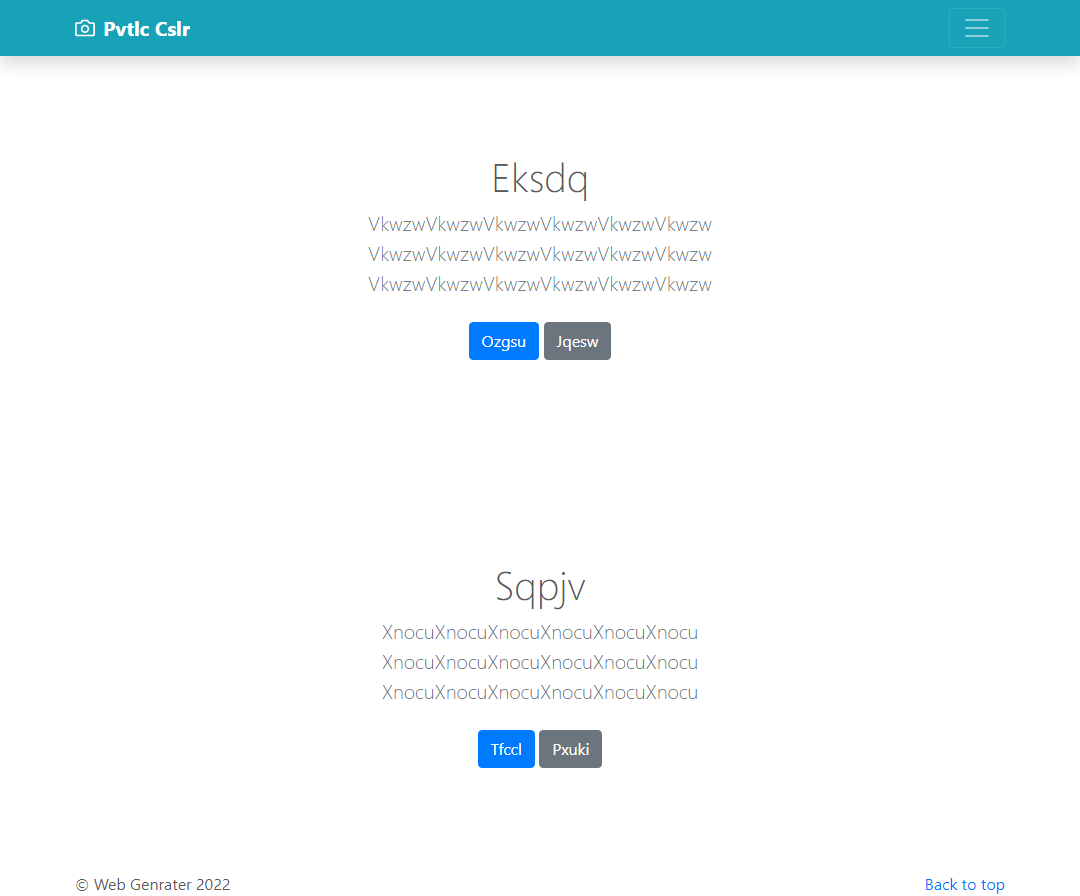 Pvtlc Cslr
Eksdq
VkwzwVkwzwVkwzwVkwzwVkwzwVkwzw
VkwzwVkwzwVkwzwVkwzwVkwzwVkwzw
VkwzwVkwzwVkwzwVkwzwVkwzwVkwzw
Ozgsu Jqesw
Sqpjv
XnocuXnocuXnocuXnocuXnocuXnocu
XnocuXnocuXnocuXnocuXnocuXnocu
XnocuXnocuXnocuXnocuXnocuXnocu
Tfccl Pxuki
© Web Genrater 2022 Back to top